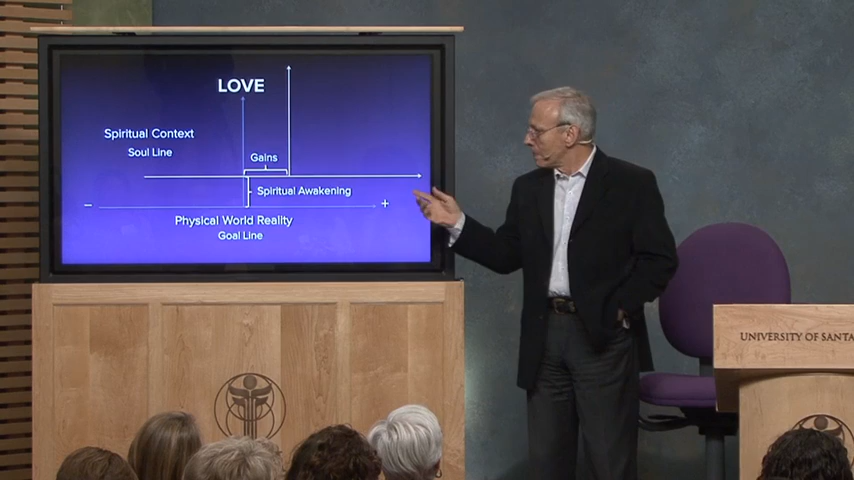 LOVE
Spiritual Context
Soul Line
Gains
Spiritual Awakening
– +
Physical World Reality
Goal Line
UNIVERSITY OF SANTA